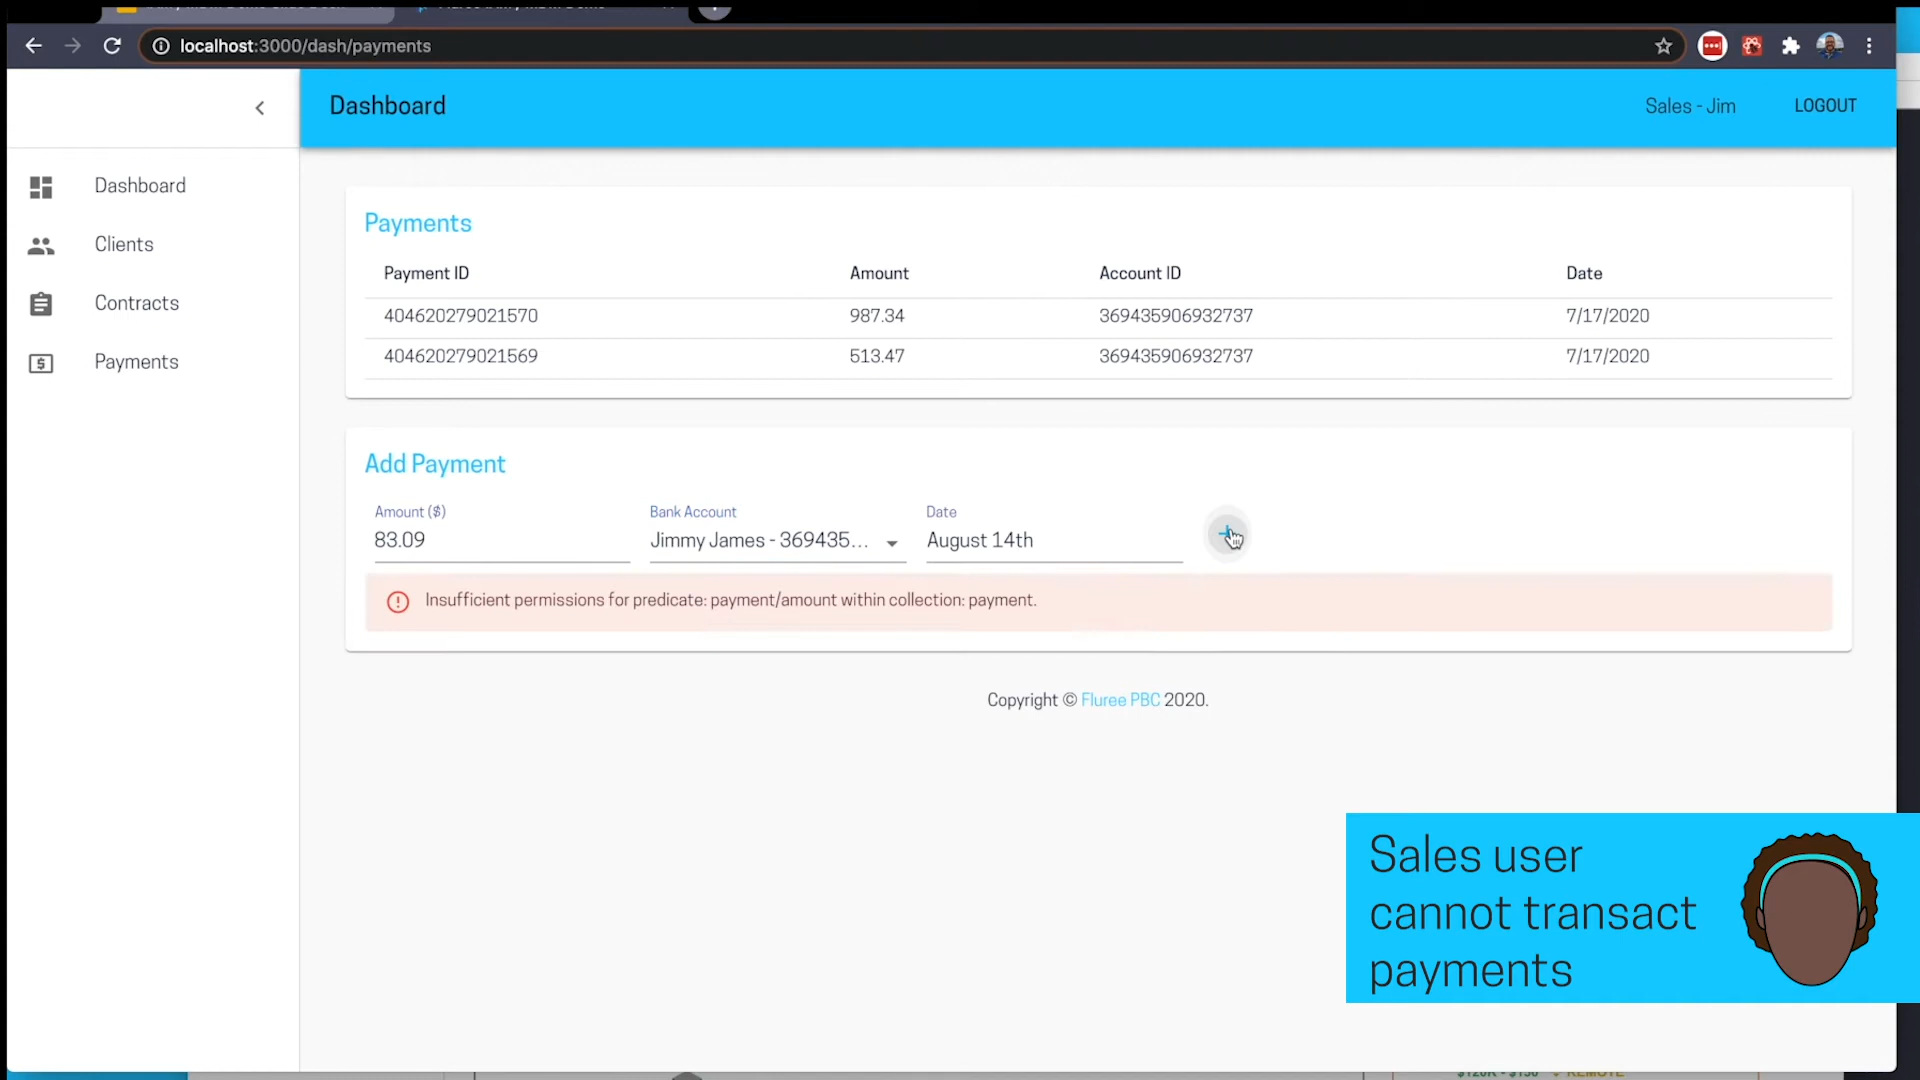 localhost:3000/dash/payments
Dashboard
Sales - Jim
LOGOUT
Dashboard
Clients
Contracts
Payments
Payments
Payment ID Amount Account ID Date
404620279021570 987.34 369435906932737 7/17/2020
404620279021569 513.47 369435906932737 7/17/2020
Add Payment
Amount ($) Bank Account Date
83.09 Jimmy James - 369435... August 14th
Insufficient permissions for predicate: payment/amount within collection: payment.
Copyright © Fluree PBC 2020.
Sales user
cannot transact
payments